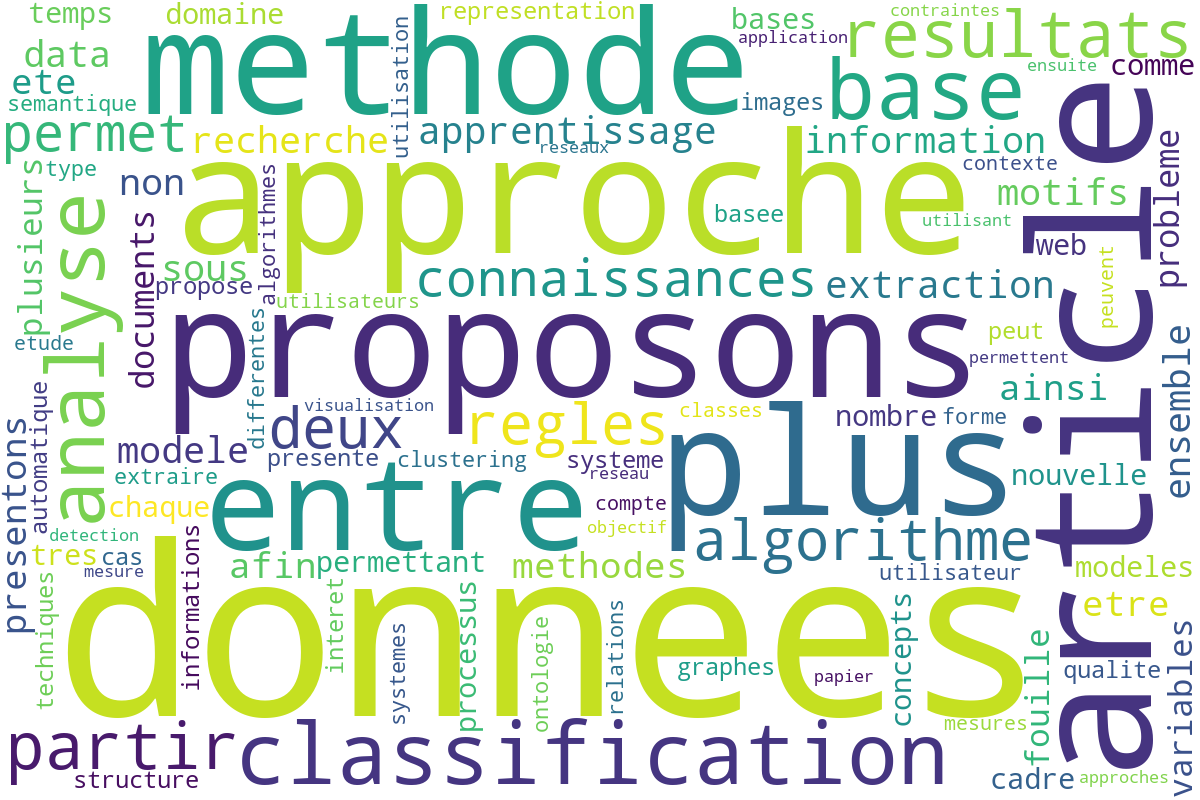 temps
domaine
representation
bases
contraintes
methode
resultats
data
utilisation
application
ensuite
comme
ete
base
semantique
images
permet
recherche
apprentissage
information
reseaux
article
approche
type
non
algorithmes
contexte
motifs
probleme
plusieurs
analyse
documents
basee
utilisant
web
sous
connaissances
extraction
propose
utilisateurs
peuvent
proposons
etude
differentes
peut
ensemble
permettent
automatique
ainsi
visualisation
regles
classes
plus
nombre
forme
presentons
deux
modele
presente
clustering
systeme
reseau
nouvelle
extraire
entre
chaque
compte
objectif
detection
algorithme
tres
cas
informations
afin
permettant
methodes
utilisateur
modeles
mesure
techniques
donnees
interet
systemes
processus
ontologie
relations
concepts
etre
variables
graphes
papier
fouille
qualite
mesures
partir
classification
structure
cadre
approches